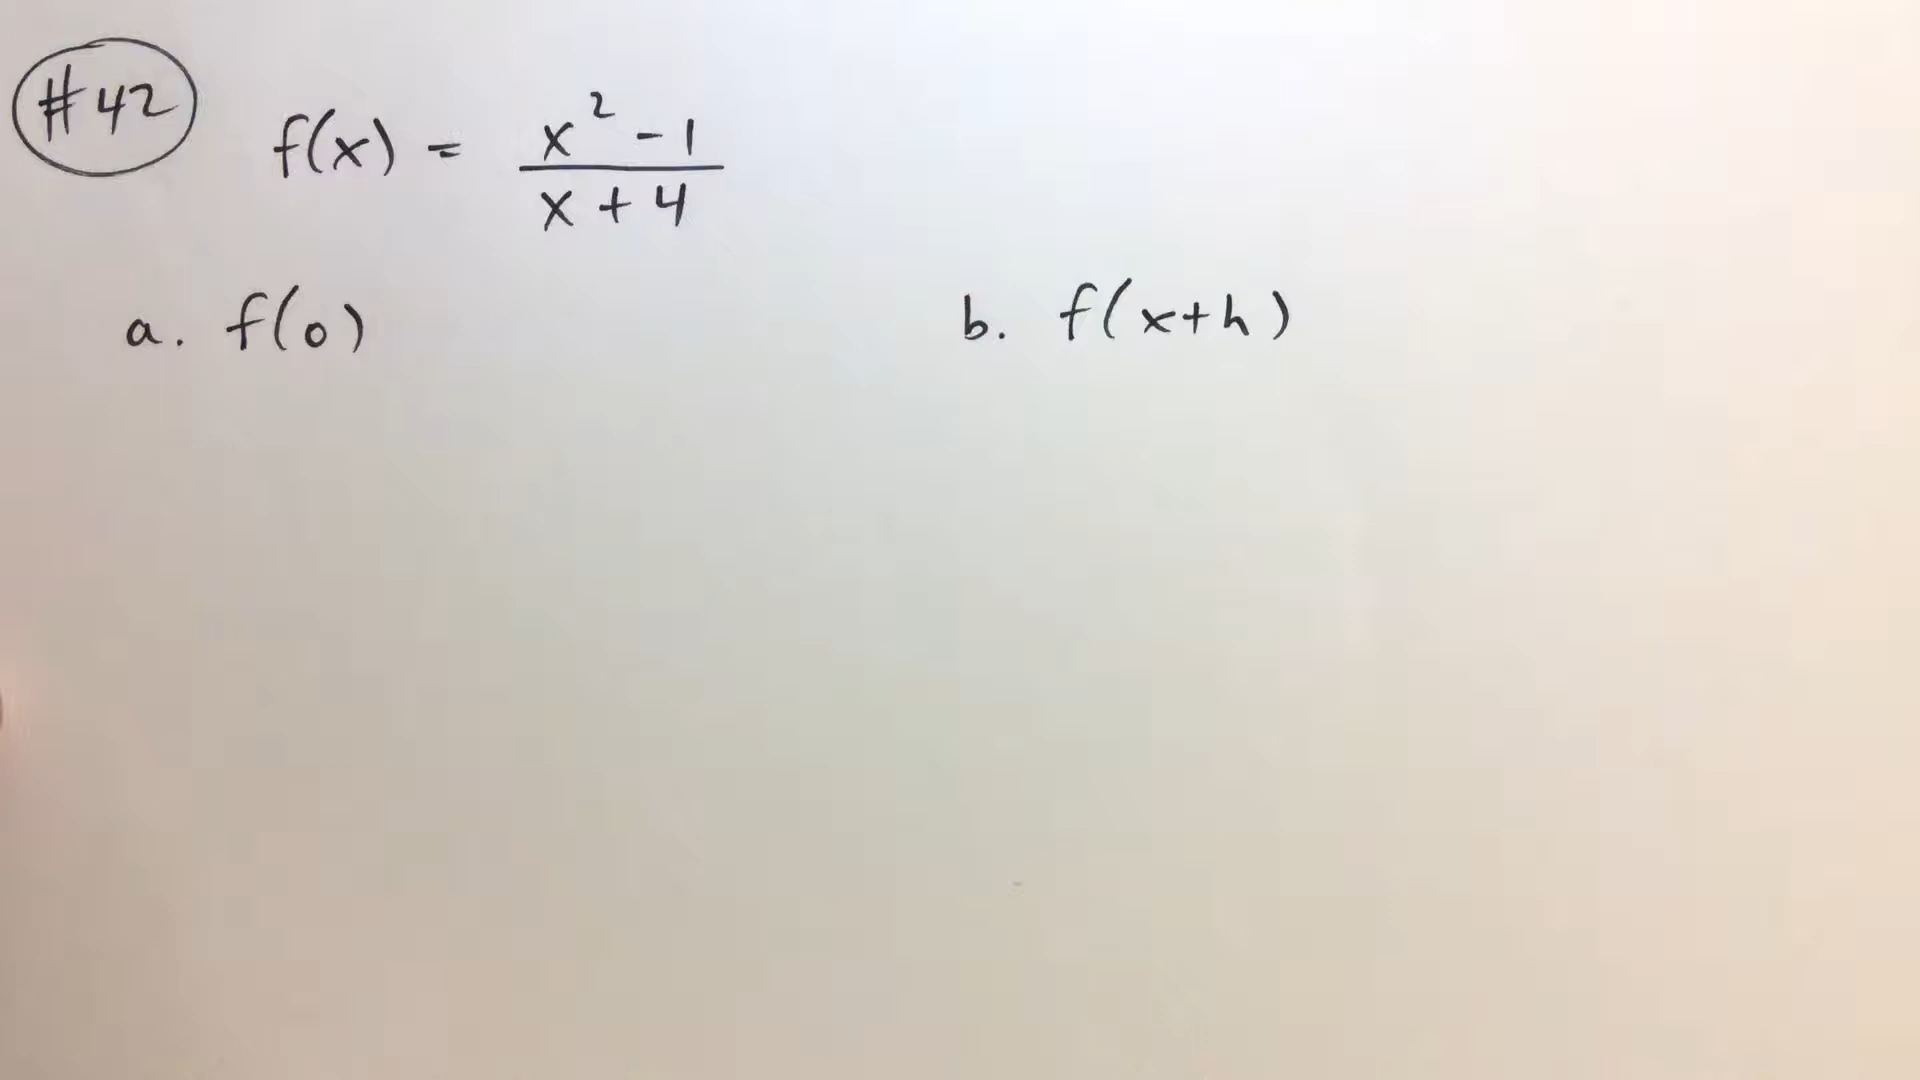 #42
f(x) = x² - 1 / x + 4
a. f(0)
b. f(x+h)